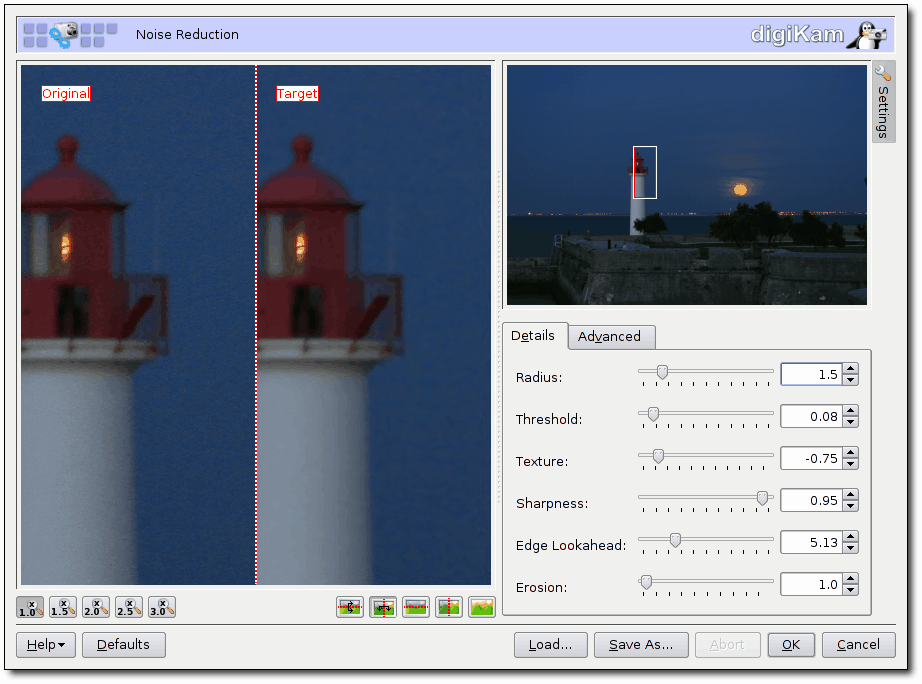 Noise Reduction
digiKam
Original
Target
Settings
Details
Advanced
Radius: 1.5
Threshold: 0.08
Texture: -0.75
Sharpness: 0.95
Edge Lookahead: 5.13
Erosion: 1.0
x 1.0
x 1.5
x 2.0
x 2.5
x 3.0
Help
Defaults
Load...
Save As...
Abort
OK
Cancel